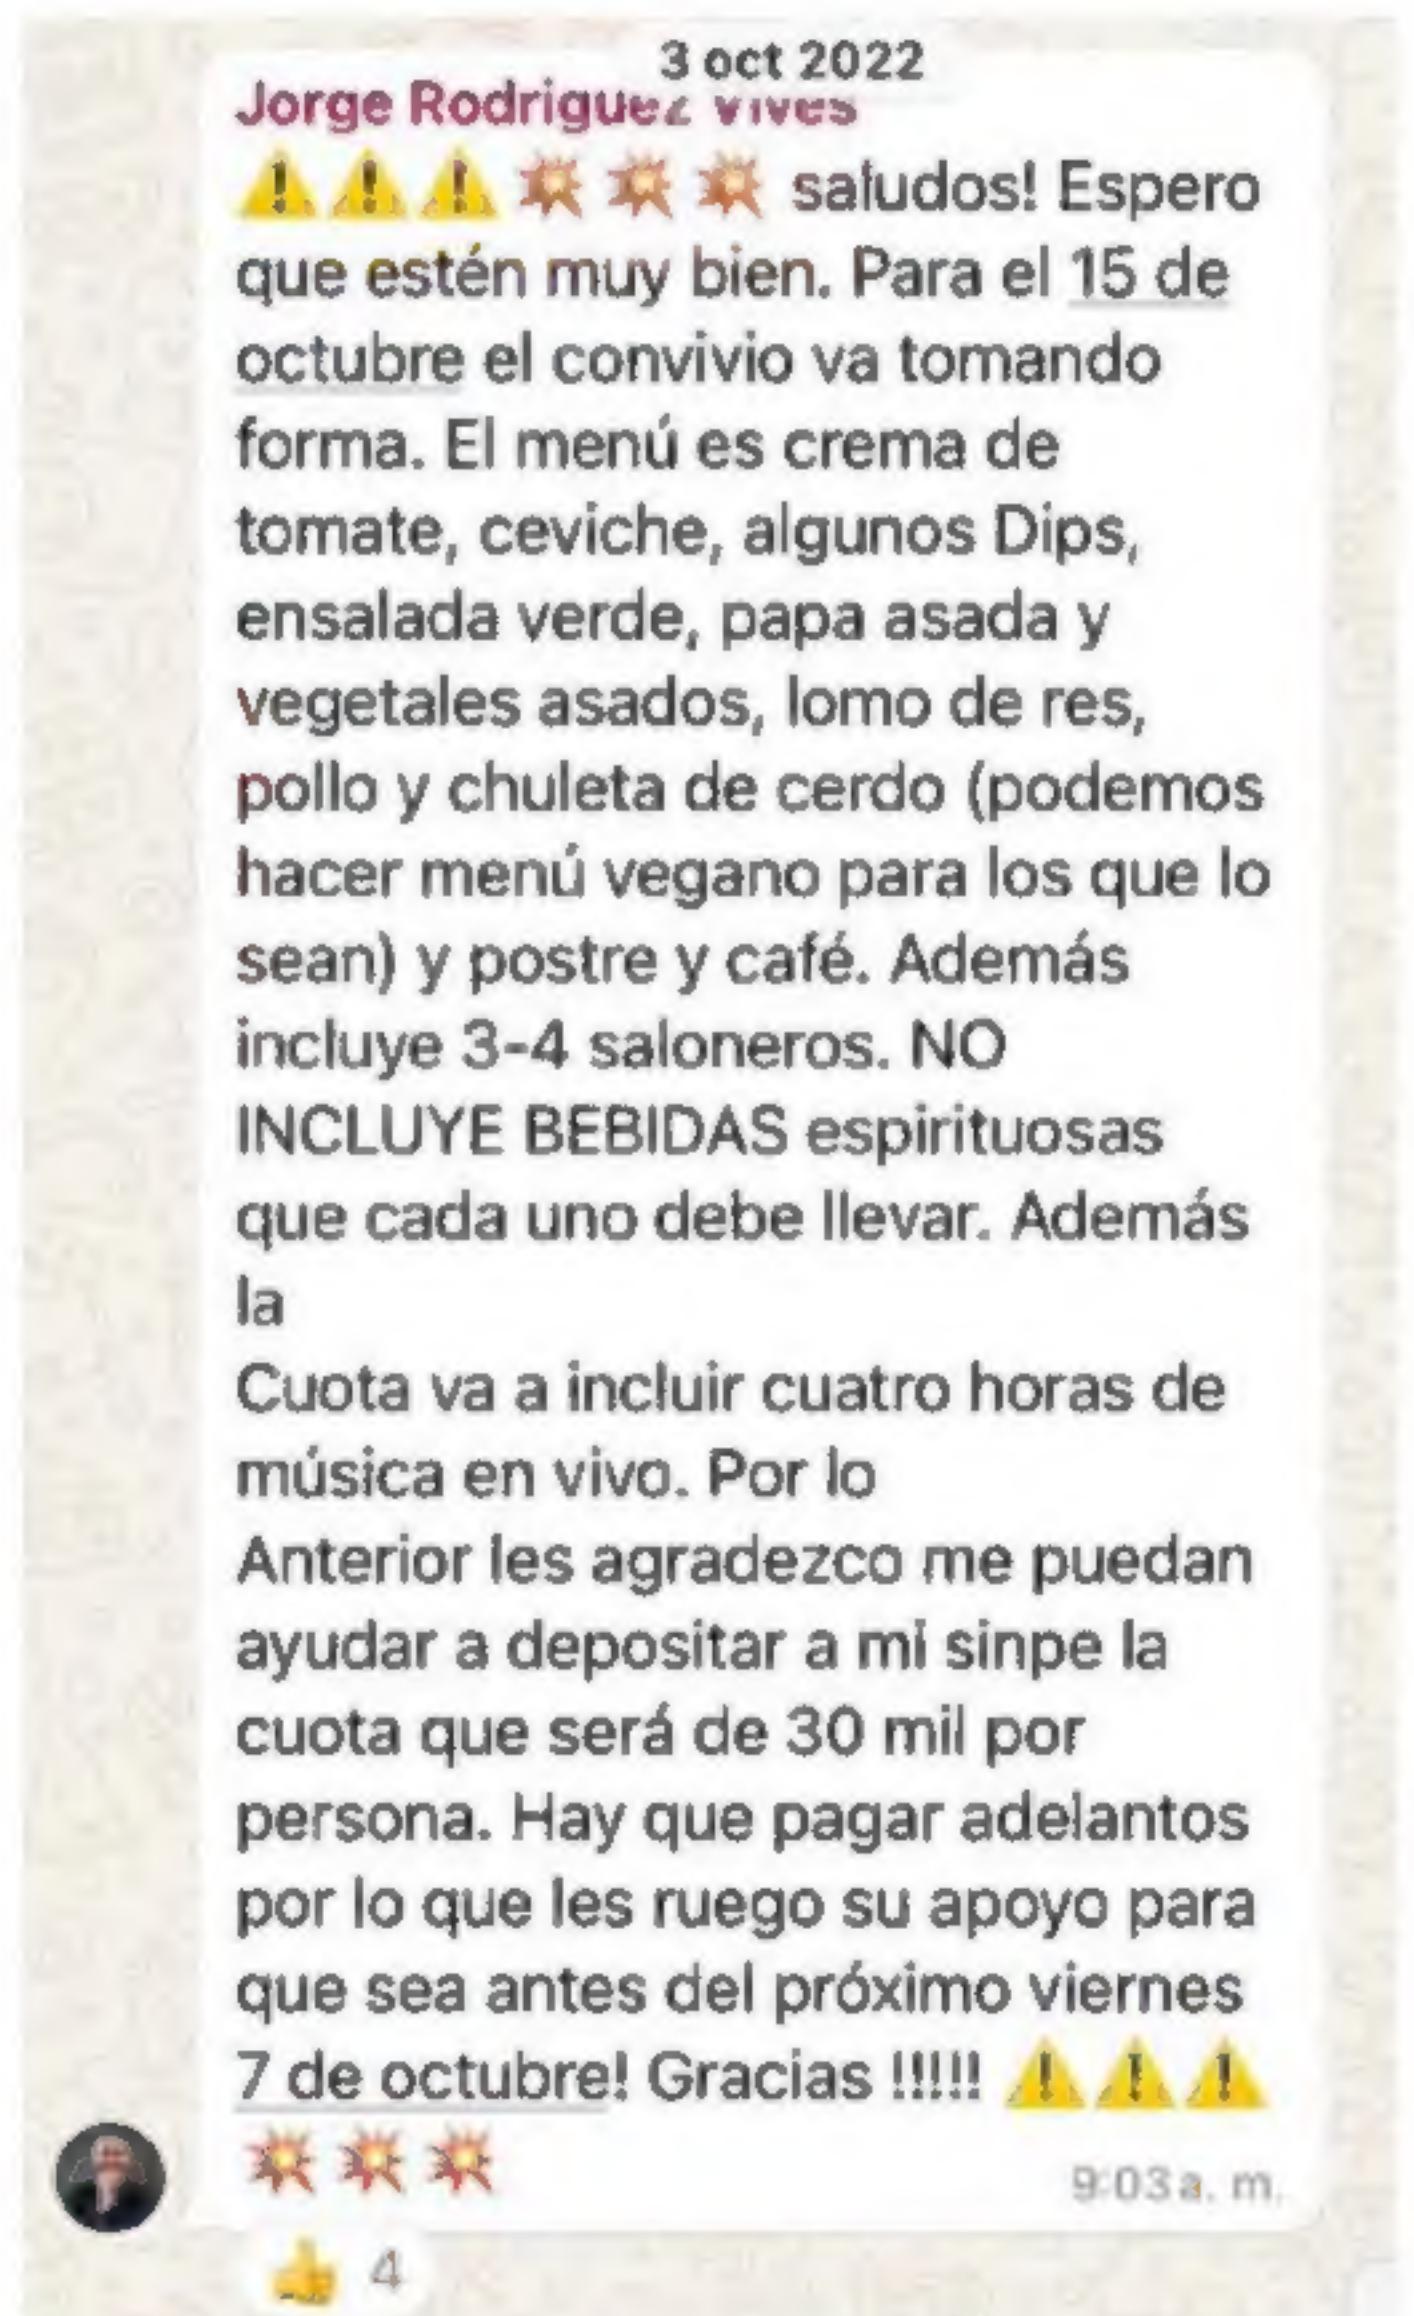 3 oct 2022
Jorge Rodriguez Vives
⚠️⚠️⚠️💥💥💥 saludos! Espero
que estén muy bien. Para el 15 de
octubre el convivio va tomando
forma. El menú es crema de
tomate, ceviche, algunos Dips,
ensalada verde, papa asada y
vegetales asados, lomo de res,
pollo y chuleta de cerdo (podemos
hacer menú vegano para los que lo
sean) y postre y café. Además
incluye 3-4 saloneros. NO
INCLUYE BEBIDAS espirituosas
que cada uno debe llevar. Además
la
Cuota va a incluir cuatro horas de
música en vivo. Por lo
Anterior les agradezco me puedan
ayudar a depositar a mi sinpe la
cuota que será de 30 mil por
persona. Hay que pagar adelantos
por lo que les ruego su apoyo para
que sea antes del próximo viernes
7 de octubre! Gracias !!!!! ⚠️⚠️⚠️
💥💥💥
9:03 a. m.
👍 4